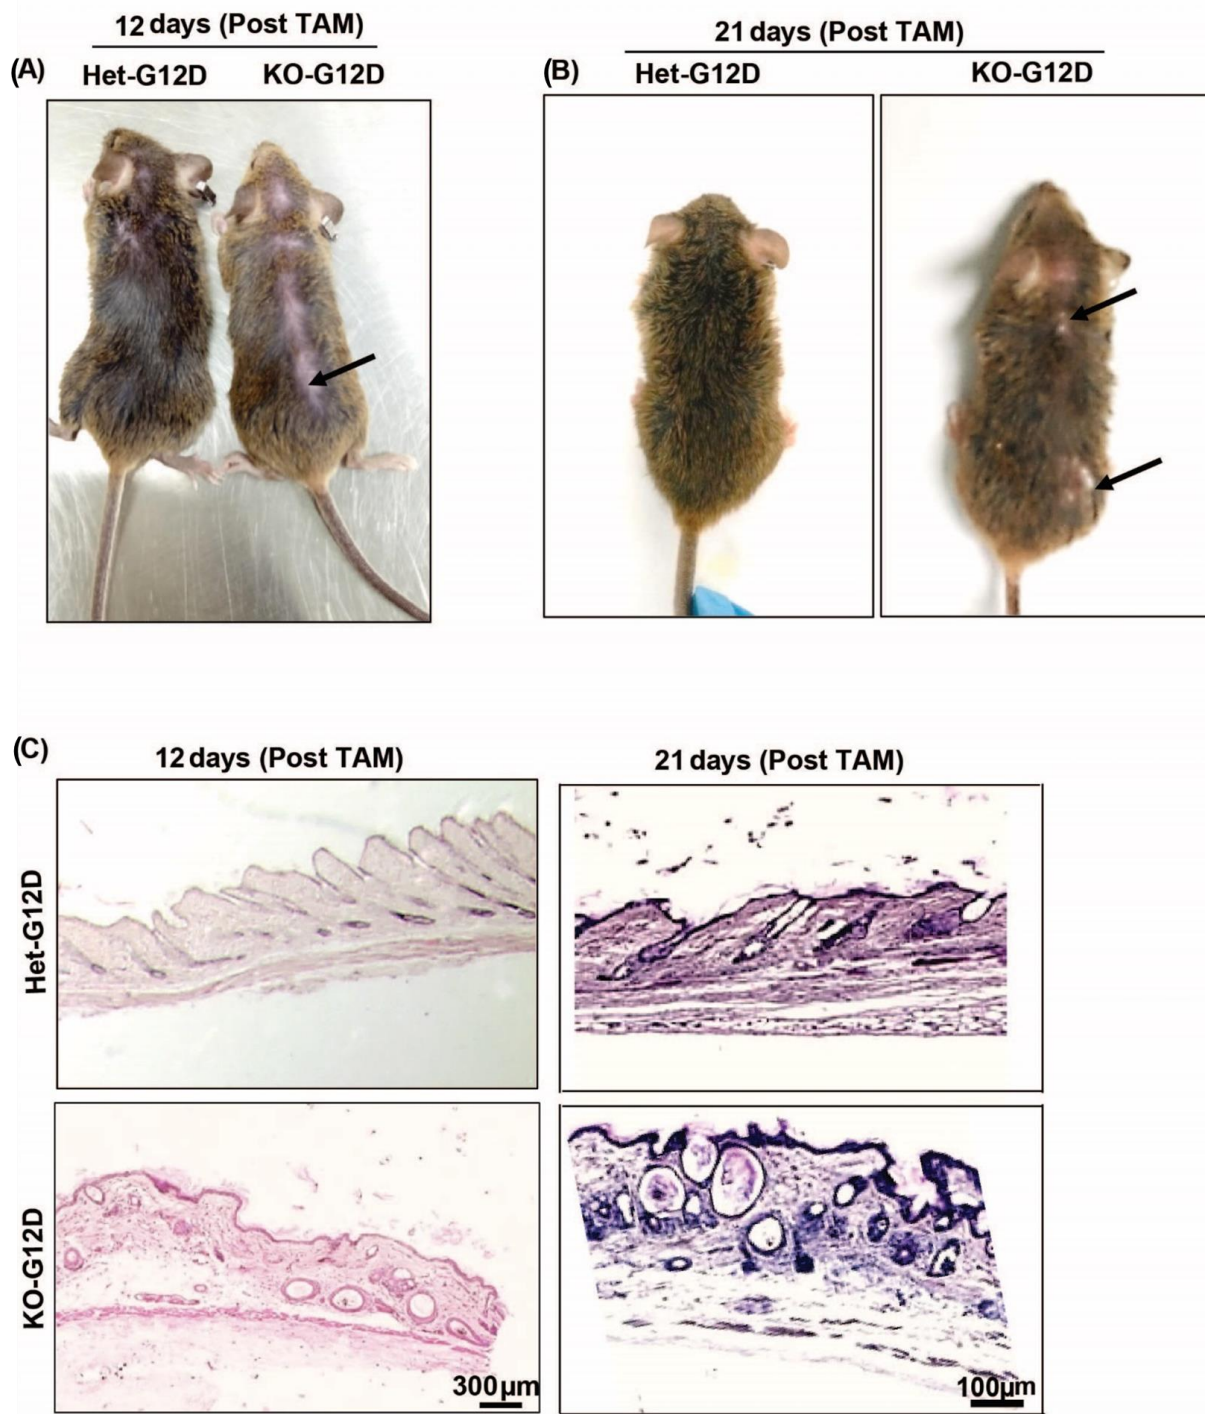 12 days (Post TAM)
(A) Het-G12D KO-G12D
21 days (Post TAM)
(B) Het-G12D KO-G12D
(C) 12 days (Post TAM) 21 days (Post TAM)
Het-G12D
KO-G12D
300µm 100µm